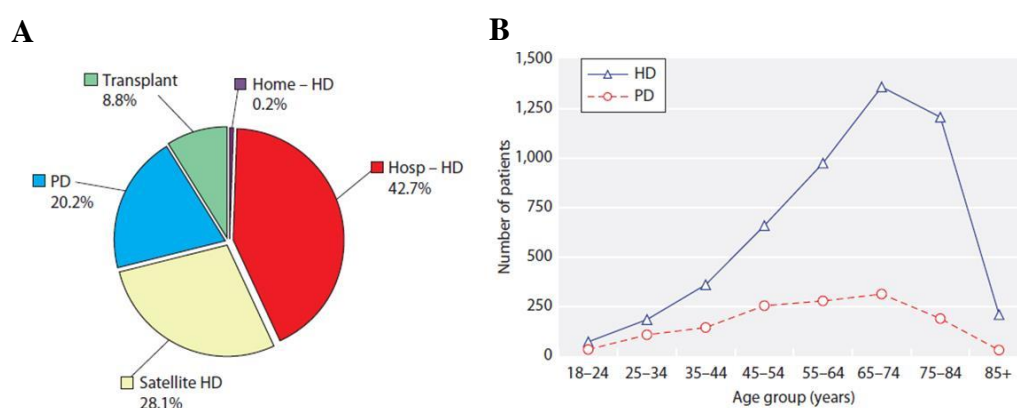 A
Transplant
8.8%
Home – HD
0.2%
Hosp – HD
42.7%
PD
20.2%
Satellite HD
28.1%
B
HD
PD
Number of patients
1,500
1,250
1,000
750
500
250
0
18–24 25–34 35–44 45–54 55–64 65–74 75–84 85+
Age group (years)